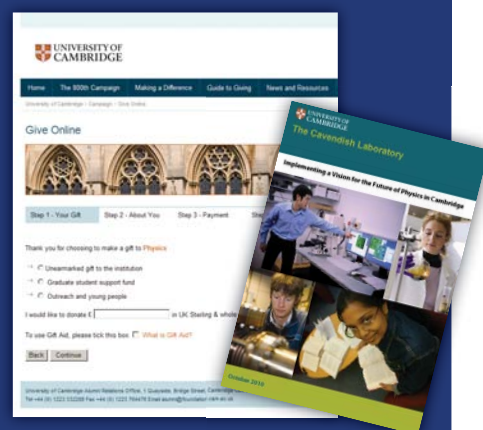 UNIVERSITY OF
CAMBRIDGE
Home The 800th Campaign Making a Difference Guide to Giving News and Resources
University of Cambridge > Campaign > Give Online
Give Online
Step 1 - Your Gift Step 2 - About You Step 3 - Payment
Thank you for choosing to make a gift to Physics
Unearmarked gift to the institution
Graduate student support fund
Outreach and young people
I would like to donate £ in UK Sterling & whole
To use Gift Aid, please tick this box What is Gift Aid?
Back Continue
University of Cambridge Alumni Relations Office, 1 Quayside, Bridge Street, Cambridge
UNIVERSITY OF
CAMBRIDGE
The Cavendish Laboratory
Implementing a Vision for the Future of Physics in Cambridge
October 2010